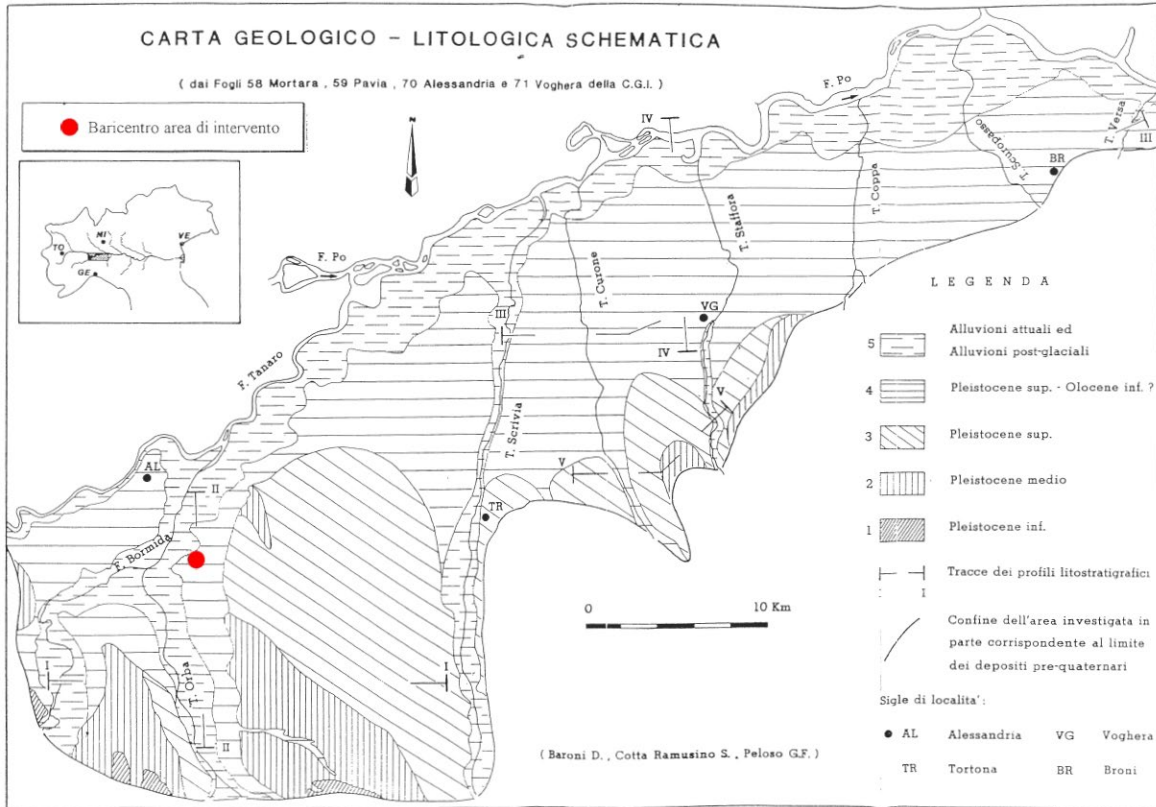 CARTA GEOLOGICO - LITOLOGICA SCHEMATICA
( dai Fogli 58 Mortara , 59 Pavia , 70 Alessandria e 71 Voghera della C.G.I. )
Baricentro area di intervento
N
TO
MI
VE
GE
F. Po
F. Po
F. Tanaro
F. Bormida
T. Orba
T. Scrivia
T. Curone
T. Staffora
T. Coppa
T. Scuropasso
T. Versa
AL
TR
VG
BR
I
I
II
II
III
III
IV
IV
V
V
0 10 Km
( Baroni D. , Cotta Ramusino S. , Peloso G.F. )
LEGENDA
5 Alluvioni attuali ed
Alluvioni post-glaciali
4 Pleistocene sup. - Olocene inf. ?
3 Pleistocene sup.
2 Pleistocene medio
1 Pleistocene inf.
I I Tracce dei profili litostratigrafici
Confine dell'area investigata in
parte corrispondente al limite
dei depositi pre-quaternari
Sigle di localita' :
AL Alessandria VG Voghera
TR Tortona BR Broni